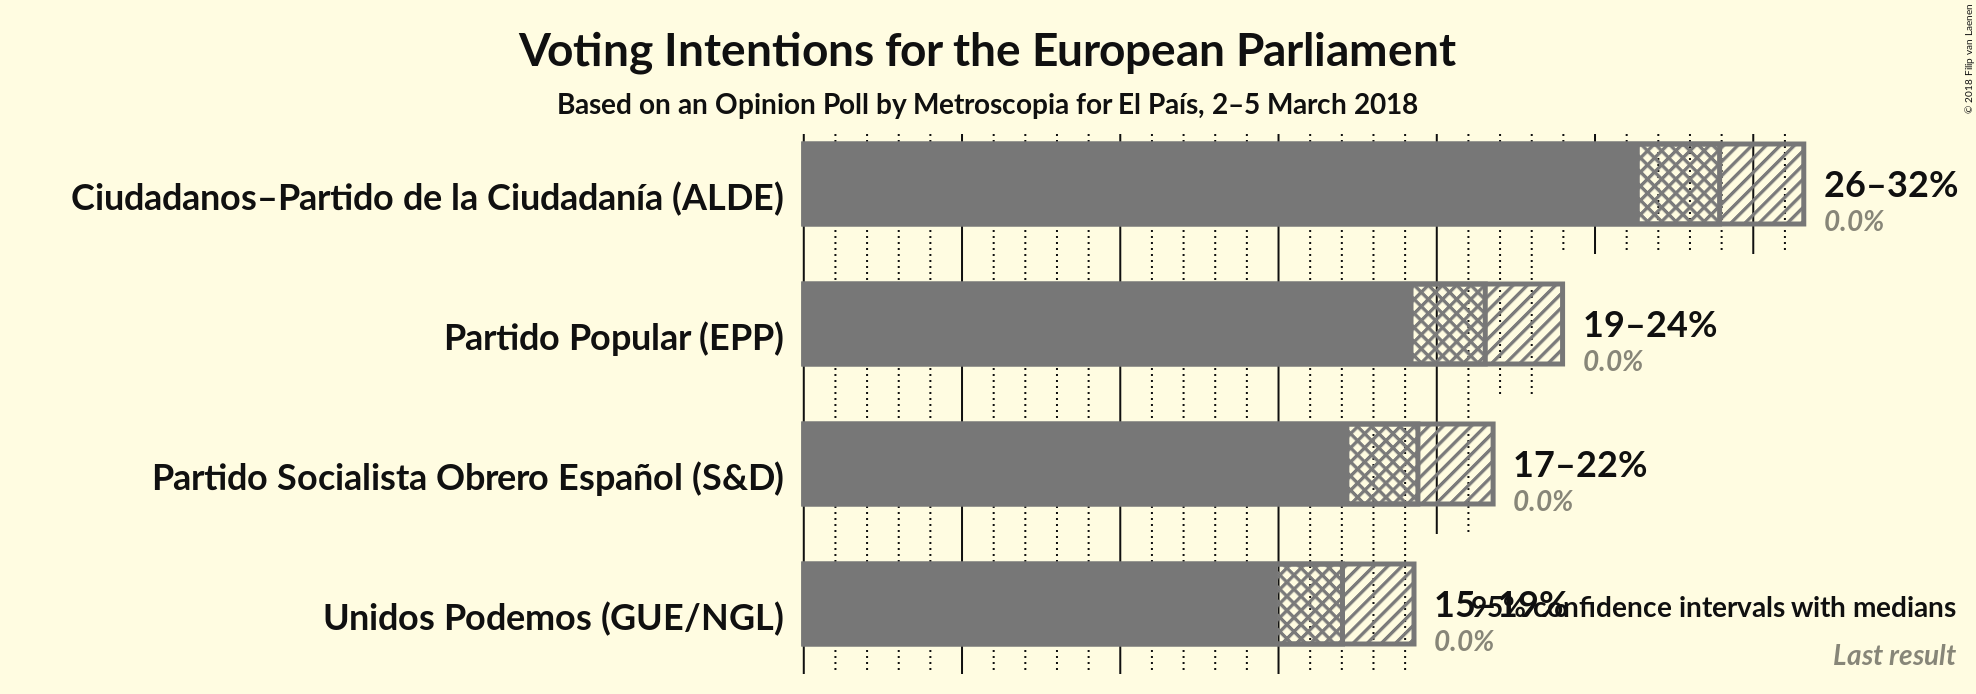 Voting Intentions for the European Parliament
Based on an Opinion Poll by Metroscopia for El País, 2–5 March 2018
© 2018 Filip van Laenen
Ciudadanos–Partido de la Ciudadanía (ALDE)
26–32%
0.0%
Partido Popular (EPP)
19–24%
0.0%
Partido Socialista Obrero Español (S&D)
17–22%
0.0%
Unidos Podemos (GUE/NGL)
15–19%
0.0%
95% confidence intervals with medians
Last result